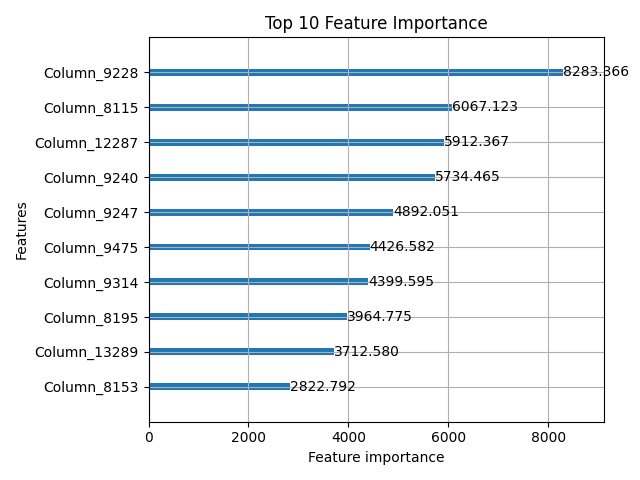 Top 10 Feature Importance
Features
Column_9228 8283.366
Column_8115 6067.123
Column_12287 5912.367
Column_9240 5734.465
Column_9247 4892.051
Column_9475 4426.582
Column_9314 4399.595
Column_8195 3964.775
Column_13289 3712.580
Column_8153 2822.792
0 2000 4000 6000 8000
Feature importance